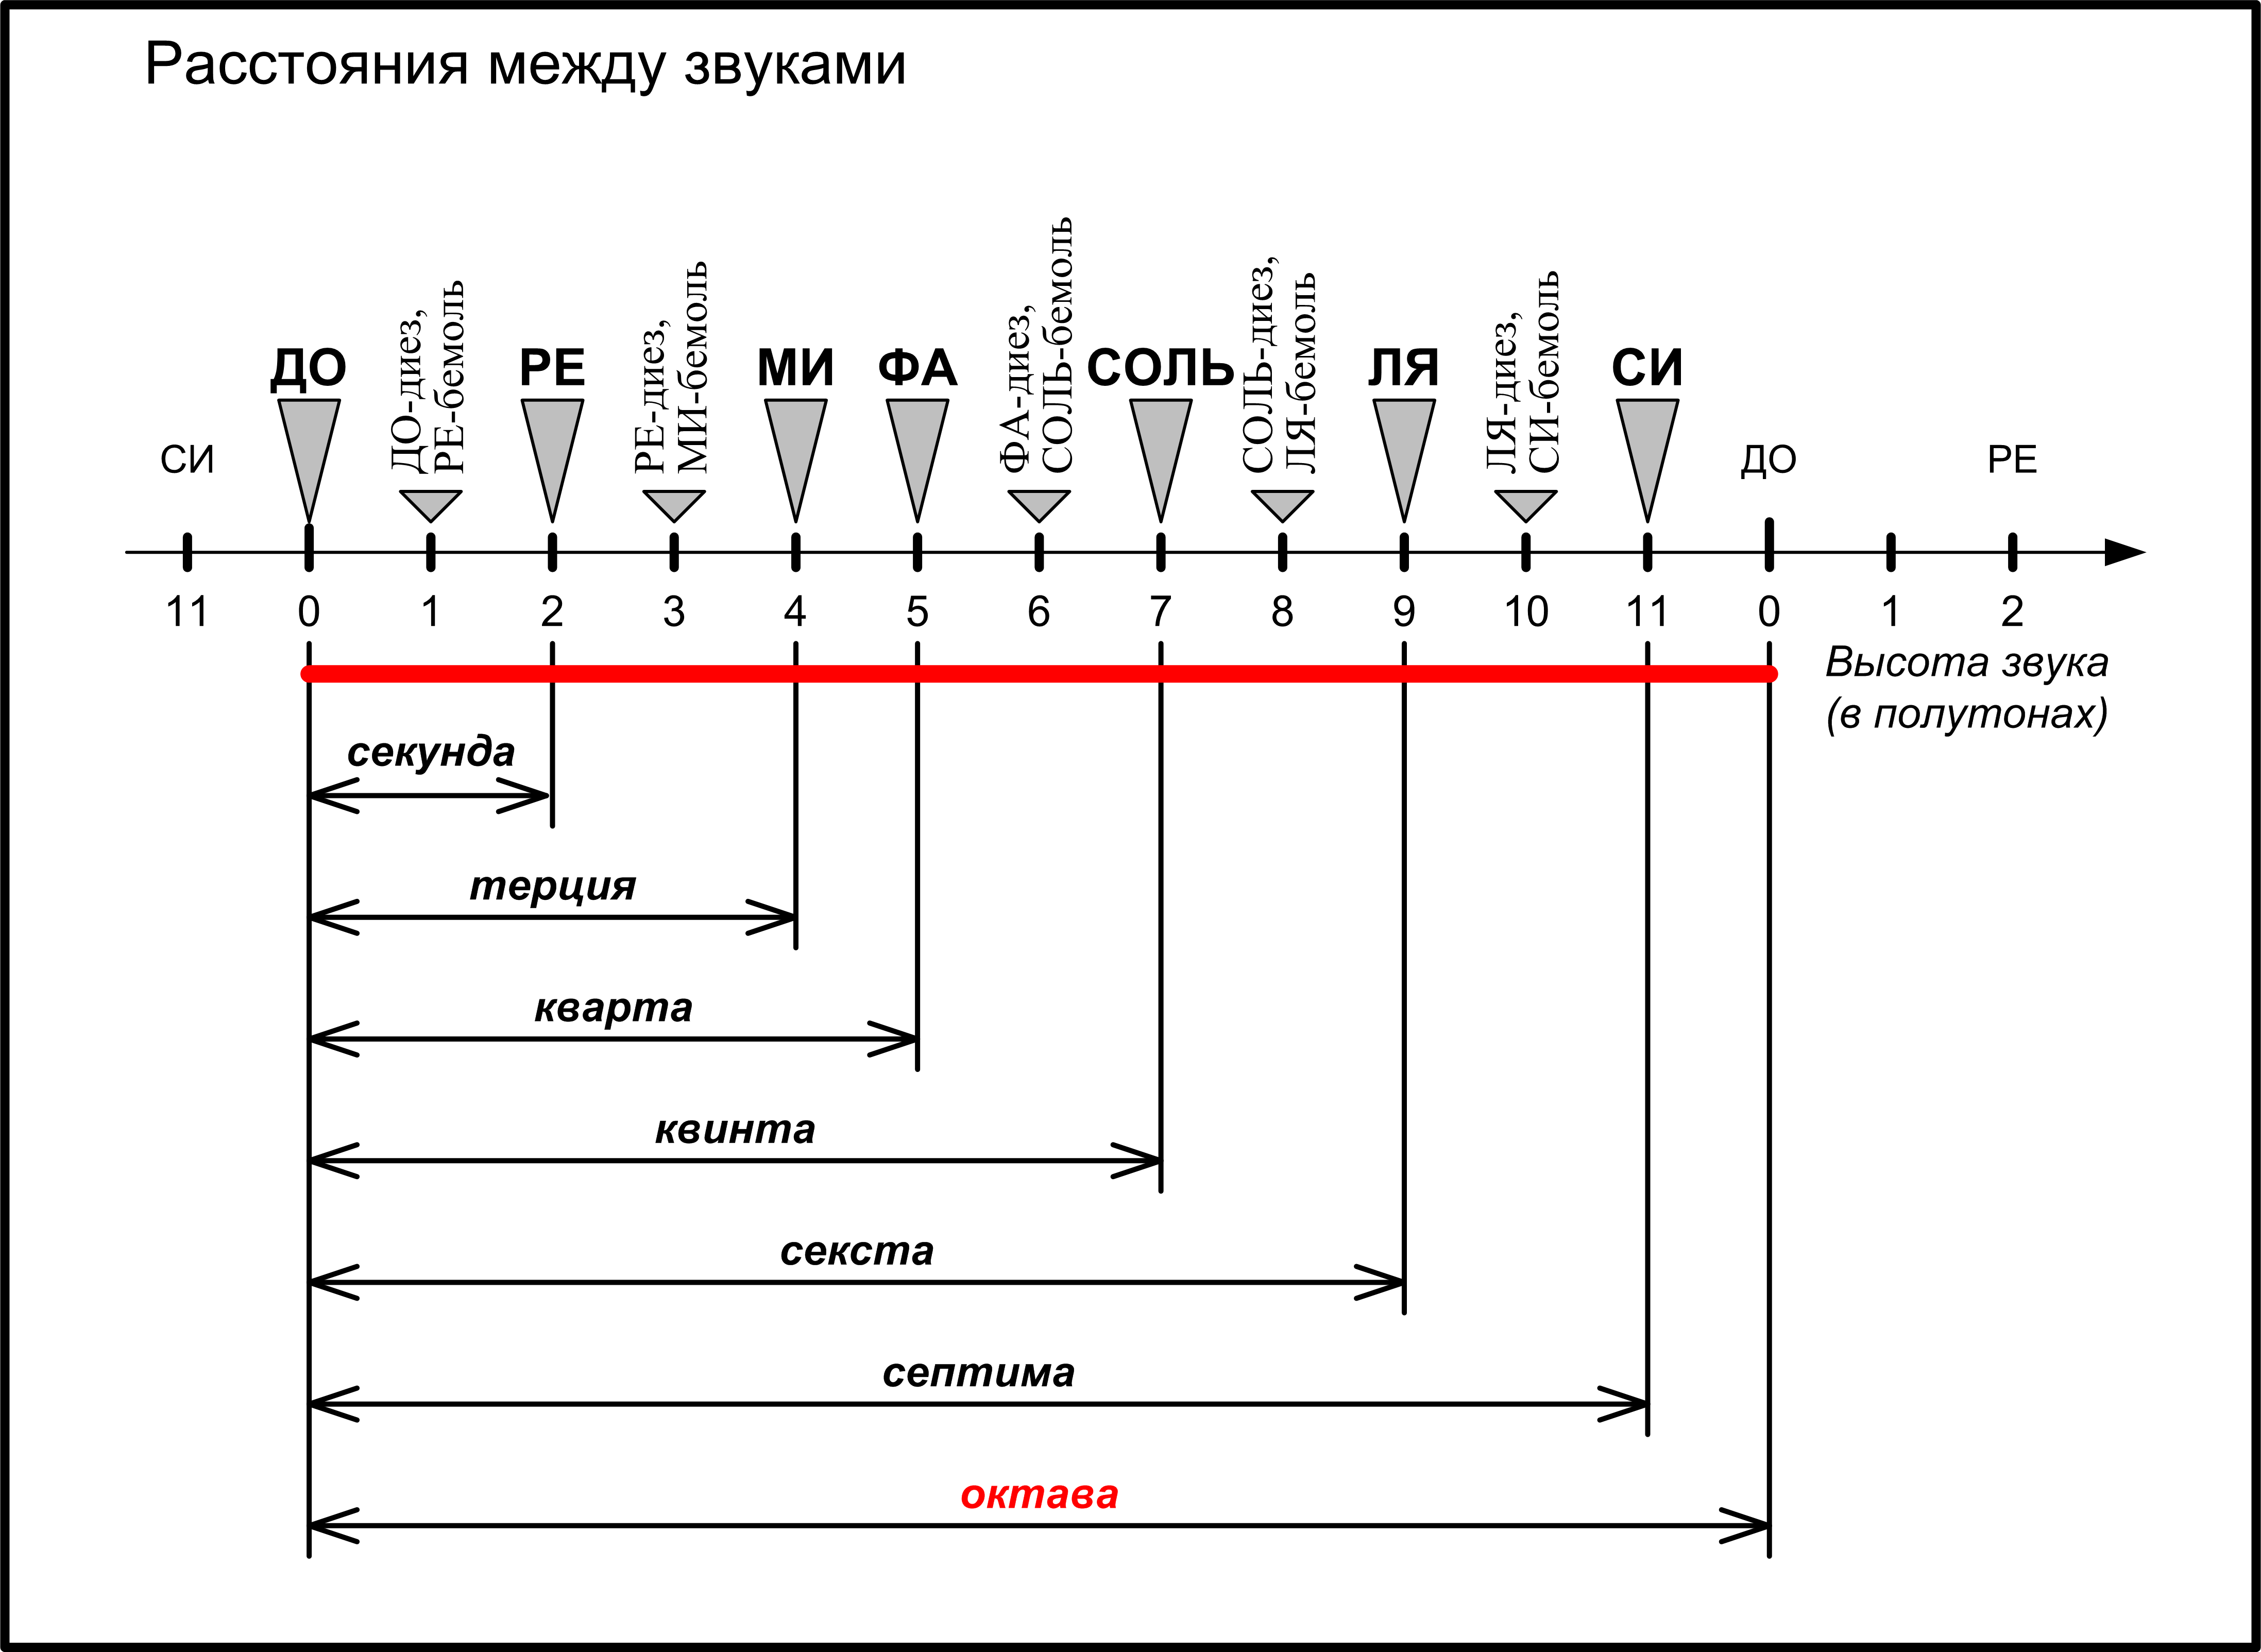 Расстояния между звуками
ДО-диез,
РЕ-бемоль
РЕ-диез,
МИ-бемоль
ФА-диез,
СОЛЬ-бемоль
СОЛЬ-диез,
ЛЯ-бемоль
ЛЯ-диез,
СИ-бемоль
ДО РЕ МИ ФА СОЛЬ ЛЯ СИ
СИ ДО РЕ
11 0 1 2 3 4 5 6 7 8 9 10 11 0 1 2
Высота звука
(в полутонах)
секунда
терция
кварта
квинта
секста
септима
октава